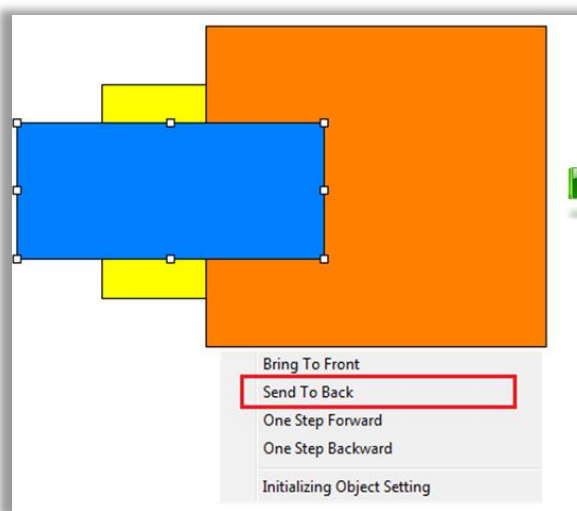 Bring To Front
Send To Back
One Step Forward
One Step Backward
Initializing Object Setting